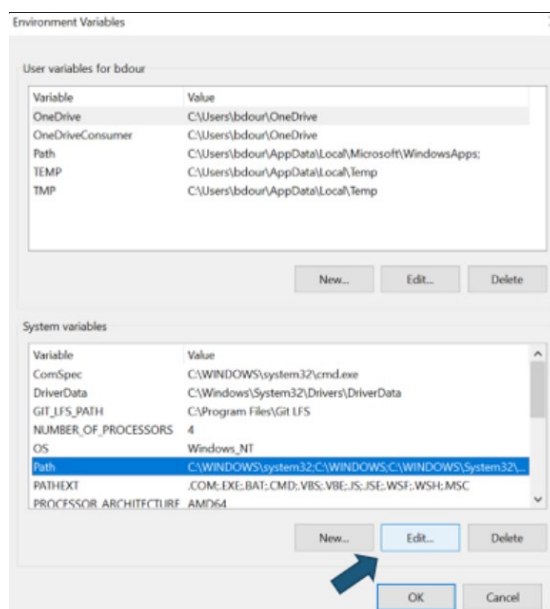 Environment Variables
User variables for bdour
Variable Value
OneDrive C:\Users\bdour\OneDrive
OneDriveConsumer C:\Users\bdour\OneDrive
Path C:\Users\bdour\AppData\Local\Microsoft\WindowsApps;
TEMP C:\Users\bdour\AppData\Local\Temp
TMP C:\Users\bdour\AppData\Local\Temp
New... Edit... Delete
System variables
Variable Value
ComSpec C:\WINDOWS\system32\cmd.exe
DriverData C:\Windows\System32\Drivers\DriverData
GIT_LFS_PATH C:\Program Files\Git LFS
NUMBER_OF_PROCESSORS 4
OS Windows_NT
Path C:\WINDOWS\system32;C:\WINDOWS;C:\WINDOWS\System32\...
PATHEXT .COM;.EXE;.BAT;.CMD;.VBS;.VBE;.JS;.JSE;.WSF;.WSH;.MSC
PROCESSOR_ARCHITECTURE AMD64
New... Edit... Delete
OK Cancel